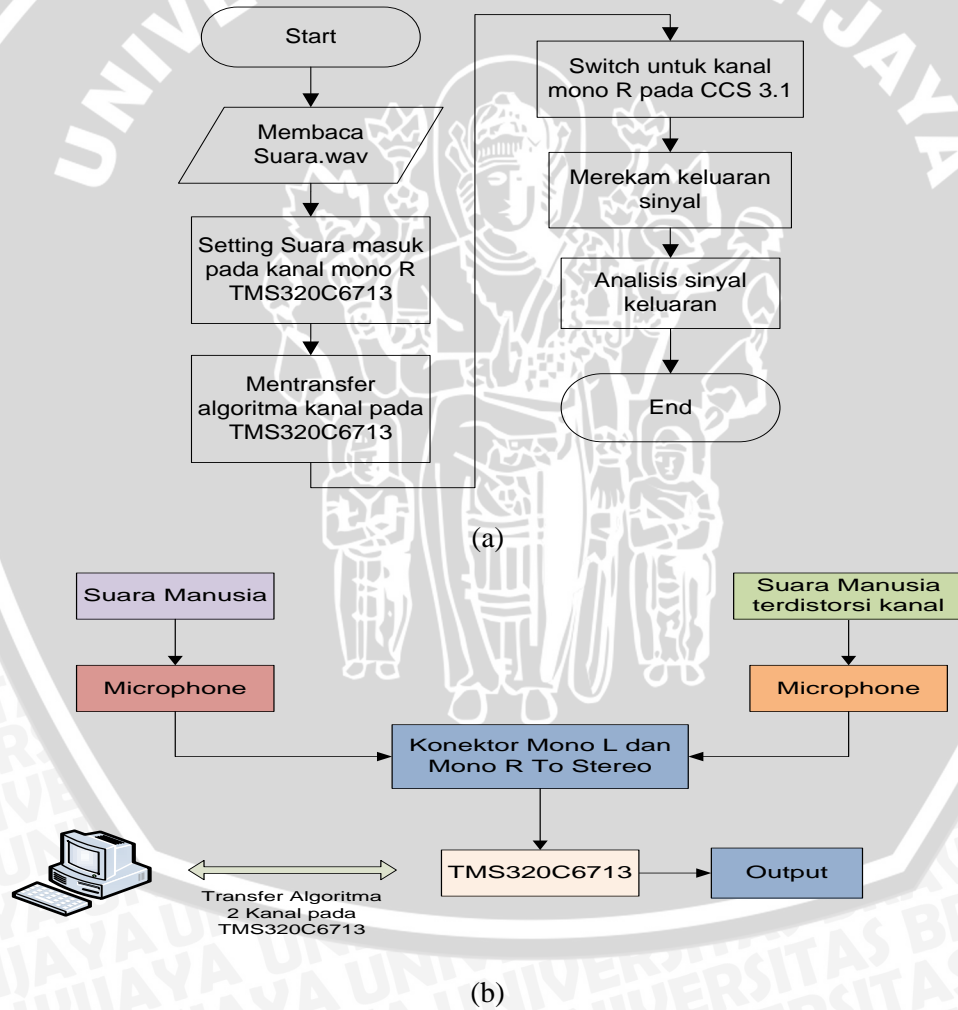 Start
Membaca
Suara.wav
Setting Suara masuk
pada kanal mono R
TMS320C6713
Mentransfer
algoritma kanal pada
TMS320C6713
Switch untuk kanal
mono R pada CCS 3.1
Merekam keluaran
sinyal
Analisis sinyal
keluaran
End
(a)
Suara Manusia
Suara Manusia
terdistorsi kanal
Microphone
Microphone
Konektor Mono L dan
Mono R To Stereo
TMS320C6713
Output
Transfer Algoritma
2 Kanal pada
TMS320C6713
(b)